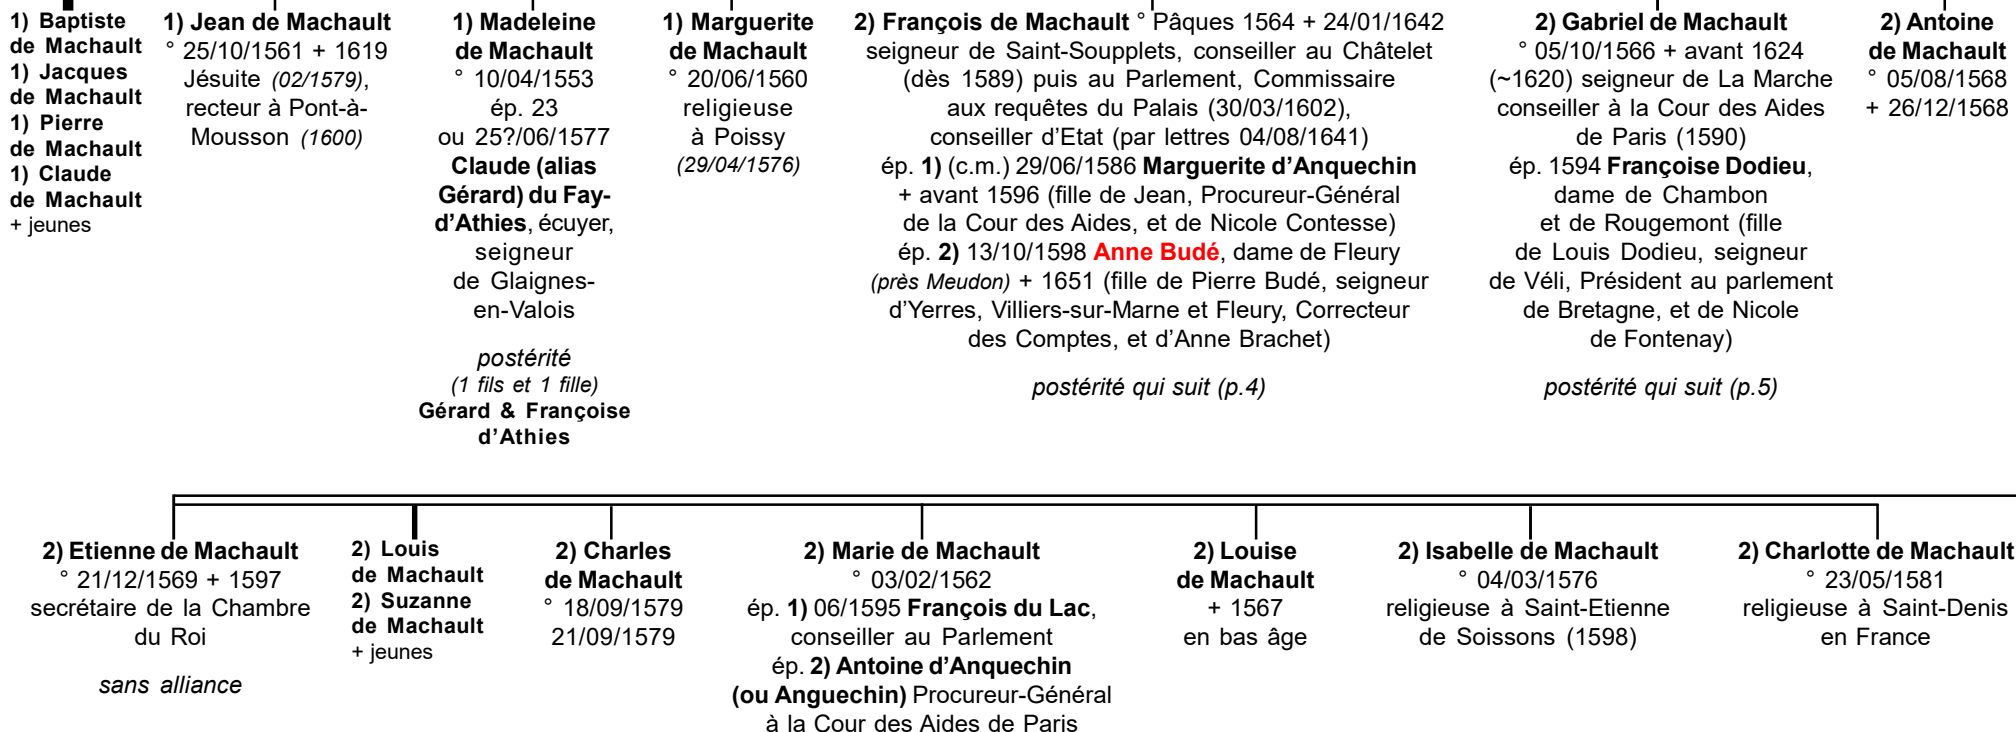 1) Baptiste
de Machault
1) Jacques
de Machault
1) Pierre
de Machault
1) Claude
de Machault
+ jeunes
1) Jean de Machault
° 25/10/1561 + 1619
Jésuite (02/1579),
recteur à Pont-à-
Mousson (1600)
1) Madeleine
de Machault
° 10/04/1553
ép. 23
ou 25?/06/1577
Claude (alias
Gérard) du Fay-
d’Athies, écuyer,
seigneur
de Glaignes-
en-Valois
postérité
(1 fils et 1 fille)
Gérard & Françoise
d’Athies
1) Marguerite
de Machault
° 20/06/1560
religieuse
à Poissy
(29/04/1576)
2) François de Machault ° Pâques 1564 + 24/01/1642
seigneur de Saint-Soupplets, conseiller au Châtelet
(dès 1589) puis au Parlement, Commissaire
aux requêtes du Palais (30/03/1602),
conseiller d’Etat (par lettres 04/08/1641)
ép. 1) (c.m.) 29/06/1586 Marguerite d’Anquechin
+ avant 1596 (fille de Jean, Procureur-Général
de la Cour des Aides, et de Nicole Contesse)
ép. 2) 13/10/1598 Anne Budé, dame de Fleury
(près Meudon) + 1651 (fille de Pierre Budé, seigneur
d’Yerres, Villiers-sur-Marne et Fleury, Correcteur
des Comptes, et d’Anne Brachet)
postérité qui suit (p.4)
2) Gabriel de Machault
° 05/10/1566 + avant 1624
(~1620) seigneur de La Marche
conseiller à la Cour des Aides
de Paris (1590)
ép. 1594 Françoise Dodieu,
dame de Chambon
et de Rougemont (fille
de Louis Dodieu, seigneur
de Véli, Président au parlement
de Bretagne, et de Nicole
de Fontenay)
postérité qui suit (p.5)
2) Antoine
de Machault
° 05/08/1568
+ 26/12/1568
2) Etienne de Machault
° 21/12/1569 + 1597
secrétaire de la Chambre
du Roi
sans alliance
2) Louis
de Machault
2) Suzanne
de Machault
+ jeunes
2) Charles
de Machault
° 18/09/1579
21/09/1579
2) Marie de Machault
° 03/02/1562
ép. 1) 06/1595 François du Lac,
conseiller au Parlement
ép. 2) Antoine d’Anquechin
(ou Anguechin) Procureur-Général
à la Cour des Aides de Paris
2) Louise
de Machault
+ 1567
en bas âge
2) Isabelle de Machault
° 04/03/1576
religieuse à Saint-Etienne
de Soissons (1598)
2) Charlotte de Machault
° 23/05/1581
religieuse à Saint-Denis
en France